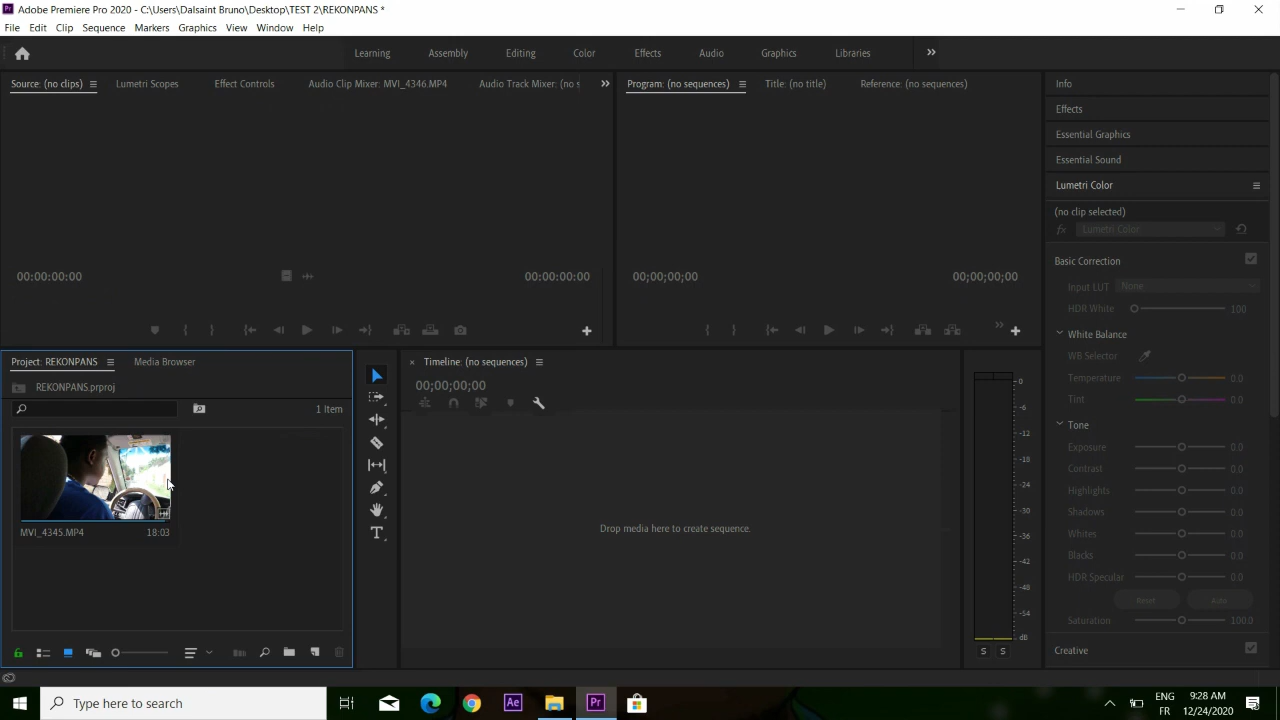 Adobe Premiere Pro 2020 - C:\Users\Dalsaint Bruno\Desktop\TEST 2\REKONPANS *
File Edit Clip Sequence Markers Graphics View Window Help
Learning Assembly Editing Color Effects Audio Graphics Libraries
Source: (no clips) Lumetri Scopes Effect Controls Audio Clip Mixer: MVI_4346.MP4 Audio Track Mixer: (no s
Program: (no sequences) Title: (no title) Reference: (no sequences)
00:00:00:00 00:00:00:00
00;00;00;00 00;00;00;00
Project: REKONPANS Media Browser
REKONPANS.prproj
1 Item
MVI_4345.MP4 18:03
Timeline: (no sequences)
00;00;00;00
Drop media here to create sequence.
0
-6
-12
-18
-24
-30
-36
-42
-48
-54
dB
S S
Info
Effects
Essential Graphics
Essential Sound
Lumetri Color
(no clip selected)
fx Lumetri Color
Basic Correction
Input LUT None
HDR White 100
White Balance
WB Selector
Temperature 0.0
Tint 0.0
Tone
Exposure 0.0
Contrast 0.0
Highlights 0.0
Shadows 0.0
Whites 0.0
Blacks 0.0
HDR Specular 0.0
Reset Auto
Saturation 100.0
Creative
Type here to search
Ae Pr
ENG 9:28 AM
FR 12/24/2020